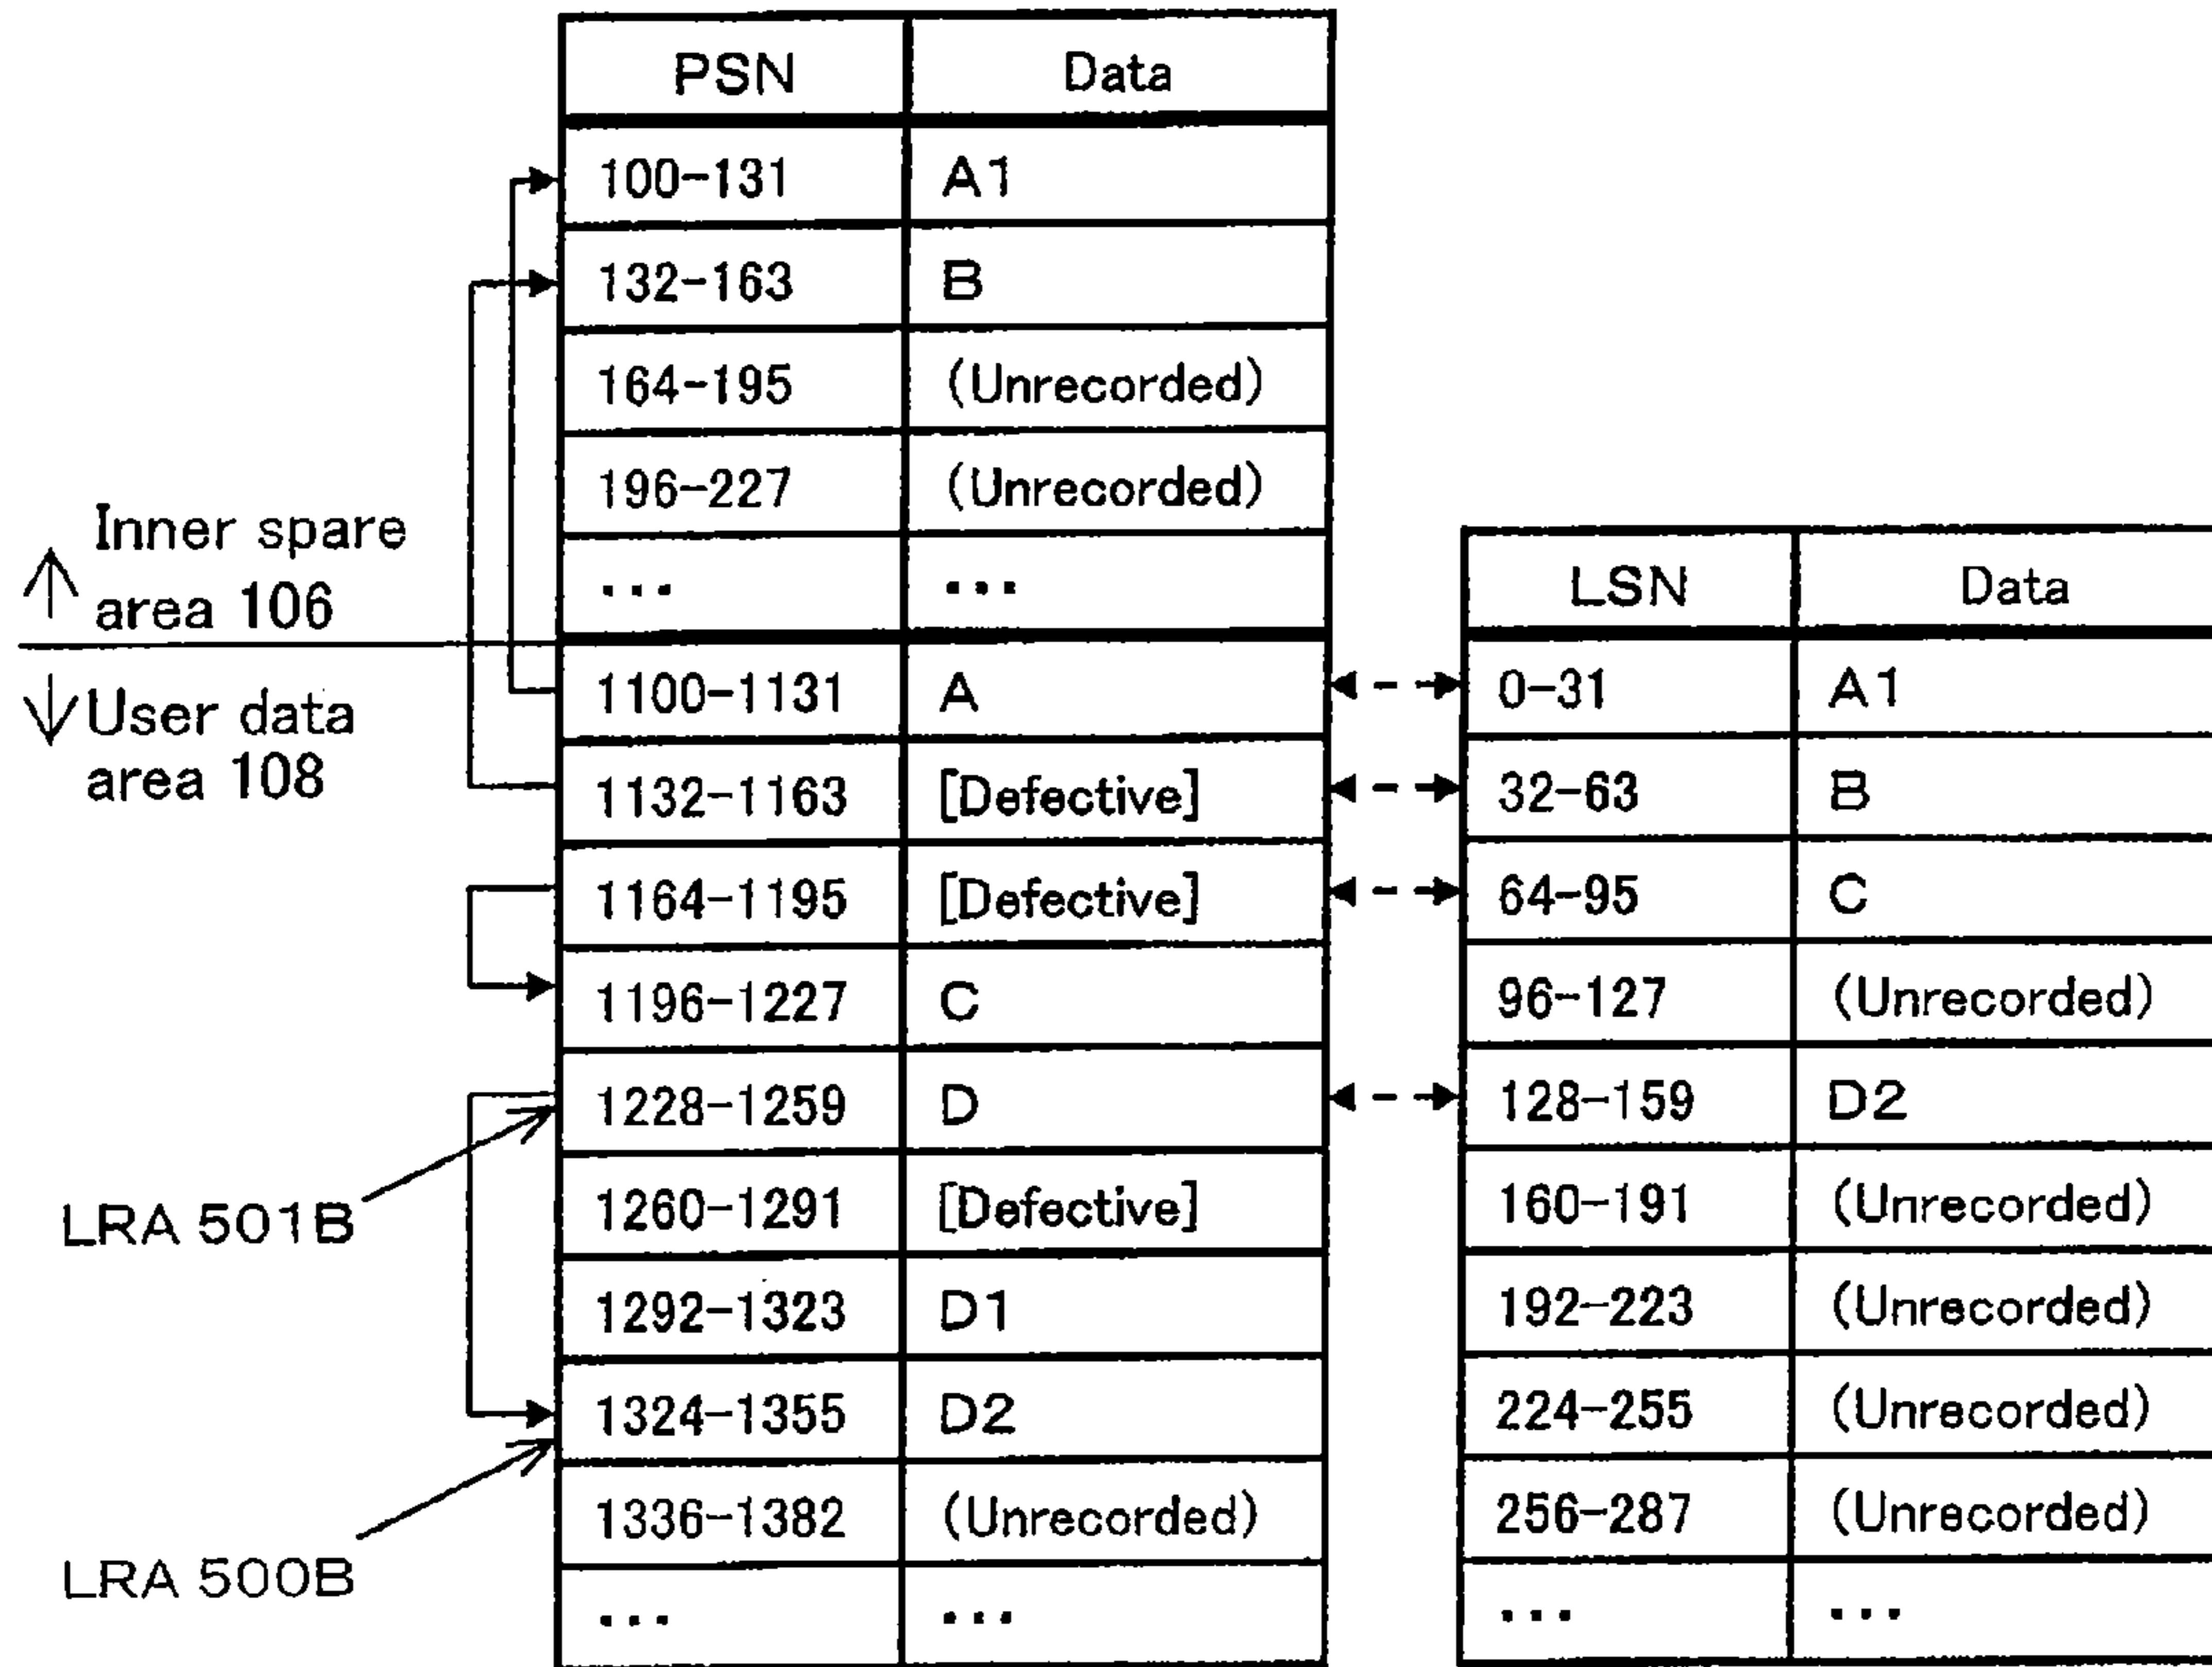 PSN Data
100-131 A1
132-163 B
164-195 (Unrecorded)
196-227 (Unrecorded)
... ...
1100-1131 A
1132-1163 [Defective]
1164-1195 [Defective]
1196-1227 C
1228-1259 D
1260-1291 [Defective]
1292-1323 D1
1324-1355 D2
1336-1382 (Unrecorded)
... ...
Inner spare
area 106
User data
area 108
LRA 501B
LRA 500B
LSN Data
0-31 A1
32-63 B
64-95 C
96-127 (Unrecorded)
128-159 D2
160-191 (Unrecorded)
192-223 (Unrecorded)
224-255 (Unrecorded)
256-287 (Unrecorded)
... ...